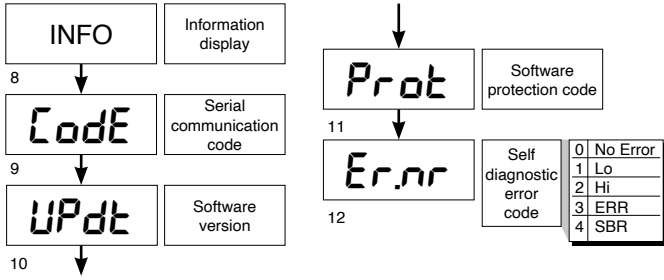 INFO
Information
display
8
CodE
Serial
communication
code
9
UPdt
Software
version
10
Prot
Software
protection code
11
Er.nr
Self
diagnostic
error
code
0 No Error
1 Lo
2 Hi
3 ERR
4 SBR
12